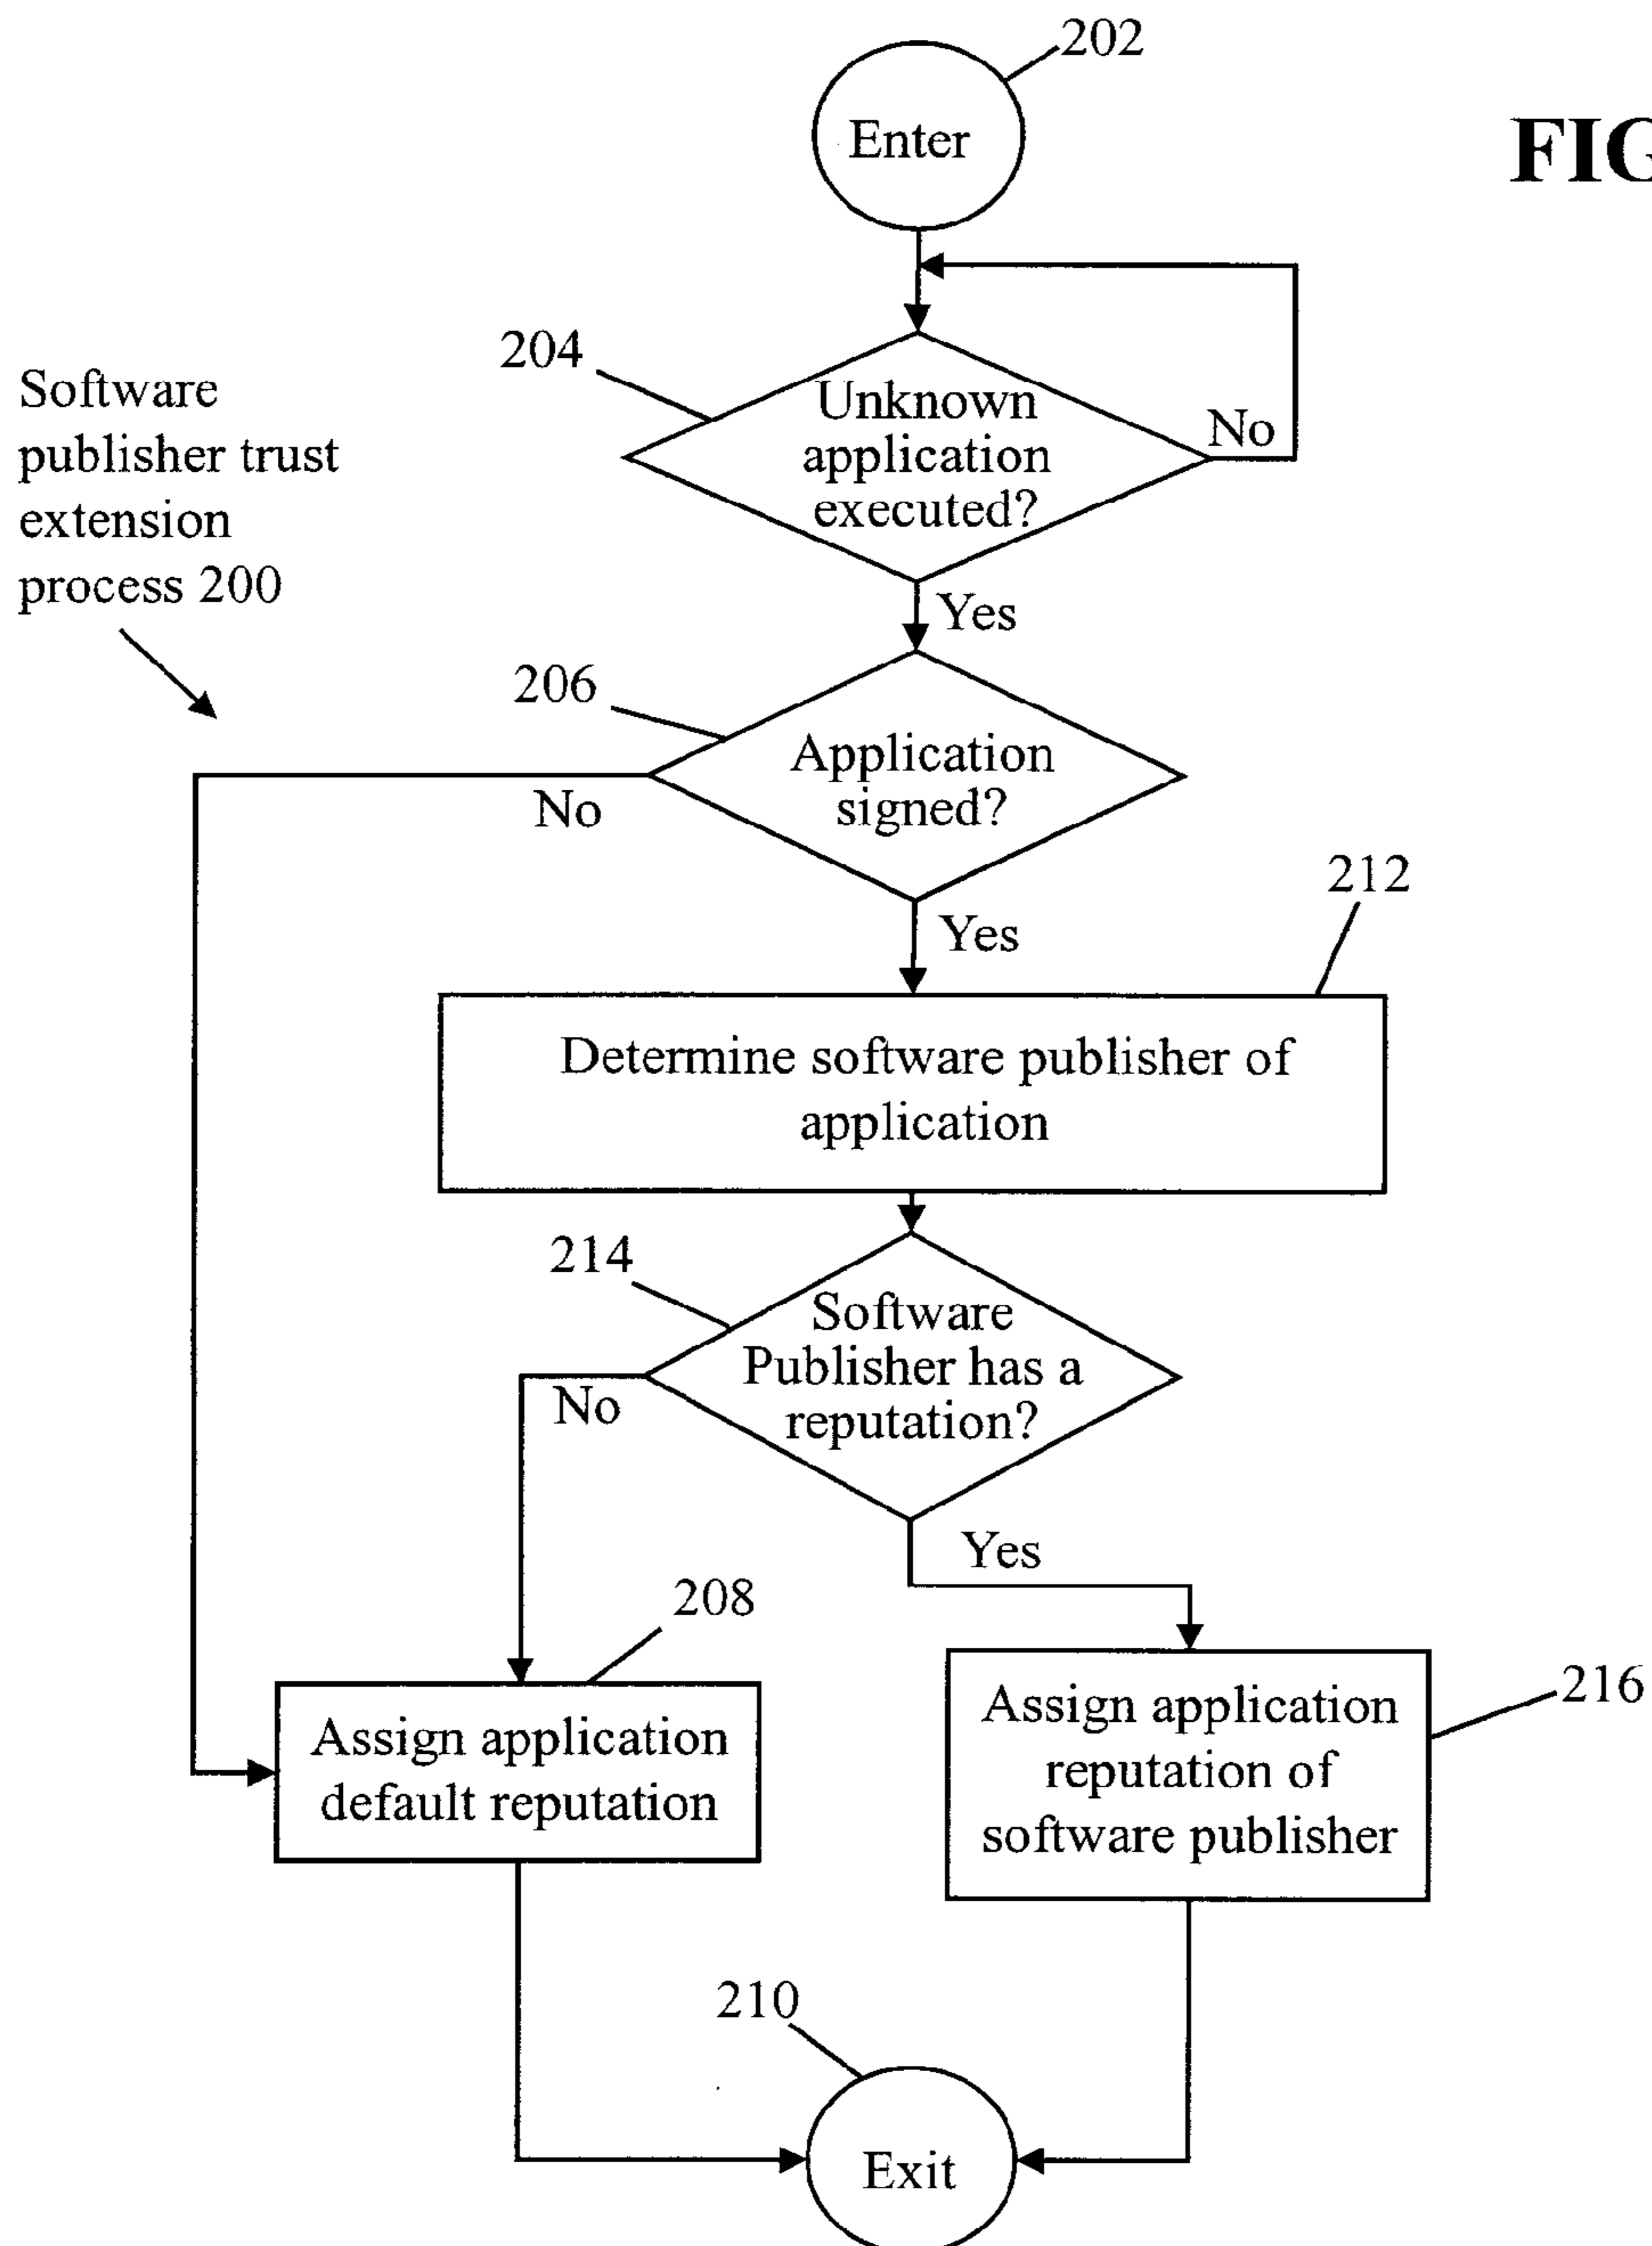 202
Enter
FIG
204
Unknown
application
executed?
No
Software
publisher trust
extension
process 200
Yes
206
Application
signed?
No
212
Yes
Determine software publisher of
application
214
Software
Publisher has a
reputation?
No
Yes
208
Assign application
default reputation
Assign application
reputation of
software publisher
216
210
Exit